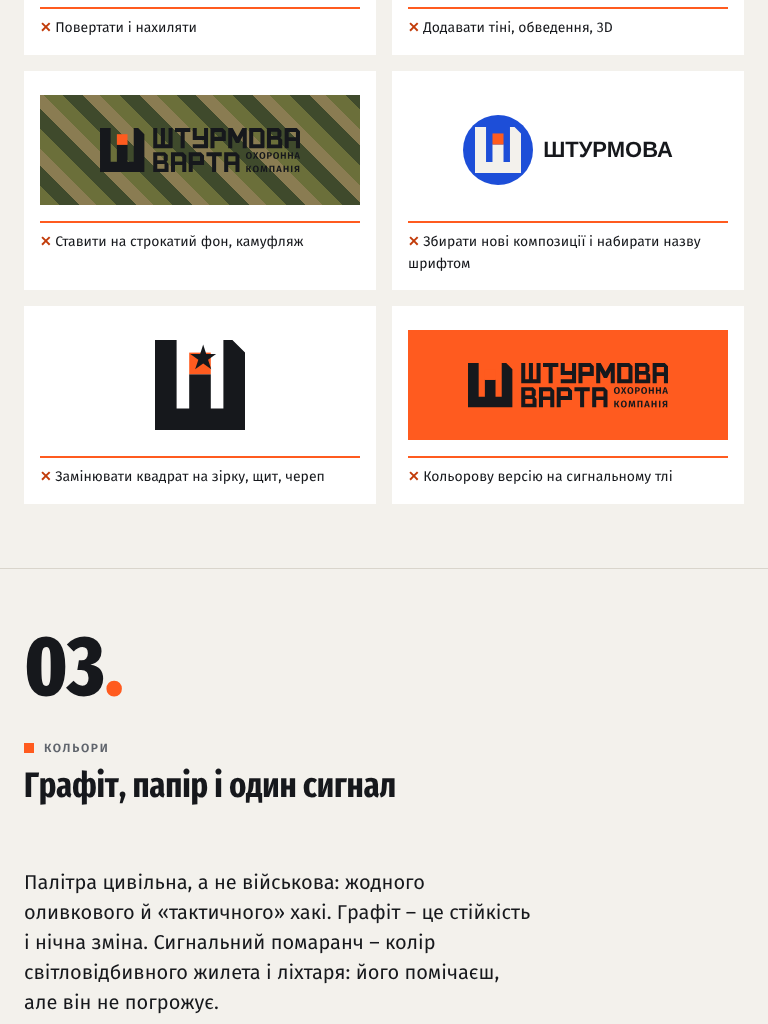 ✕ Повертати і нахиляти
✕ Додавати тіні, обведення, 3D
ШТУРМОВА
ВАРТА ОХОРОННА
КОМПАНІЯ
ШТУРМОВА
✕ Ставити на строкатий фон, камуфляж
✕ Збирати нові композиції і набирати назву
шрифтом
ШТУРМОВА
ВАРТА ОХОРОННА
КОМПАНІЯ
✕ Замінювати квадрат на зірку, щит, череп
✕ Кольорову версію на сигнальному тлі
03.
КОЛЬОРИ
Графіт, папір і один сигнал
Палітра цивільна, а не військова: жодного
оливкового й «тактичного» хакі. Графіт – це стійкість
і нічна зміна. Сигнальний помаранч – колір
світловідбивного жилета і ліхтаря: його помічаєш,
але він не погрожує.